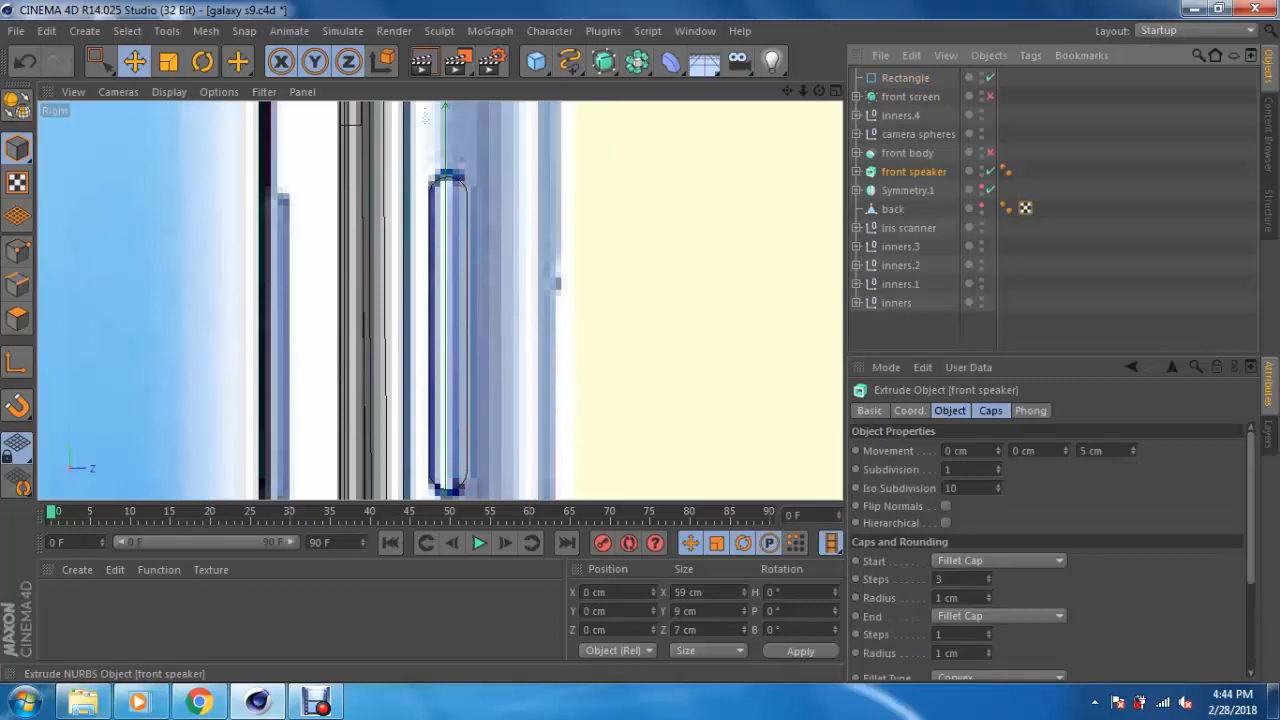 CINEMA 4D R14.025 Studio (32 Bit) - [galaxy s9.c4d *]
File Edit Create Select Tools Mesh Snap Animate Simulate Render Sculpt MoGraph Character Plugins Script Window Help Layout: Startup
X Y Z
File Edit View Objects Tags Bookmarks
View Cameras Display Options Filter Panel
Right
Rectangle
front screen
inners.4
camera spheres
front body
front speaker
Symmetry.1
back
iris scanner
inners.3
inners.2
inners.1
inners
Z
Objects
Content Browser
Structure
Mode Edit User Data
Extrude Object [front speaker]
Basic Coord. Object Caps Phong
Object Properties
Movement . . . . 0 cm 0 cm 5 cm
Subdivision . . . 1
Iso Subdivision 10
Flip Normals .
Hierarchical . .
Caps and Rounding
Start . . . . . . Fillet Cap
Steps 3
Radius 1 cm
End . . . . . . Fillet Cap
Steps 1
Radius 1 cm
Fillet Type Convex
Attributes
Layers
0 5 10 15 20 25 30 35 40 45 50 55 60 65 70 75 80 85 90 0 F
0 F 0 F 90 F 90 F
Create Edit Function Texture
Position Size Rotation
X 0 cm X 59 cm H 0 °
Y 0 cm Y 9 cm P 0 °
Z 0 cm Z 7 cm B 0 °
Object (Rel) Size Apply
MAXON
CINEMA 4D
Extrude NURBS Object [front speaker]
4:44 PM
2/28/2018